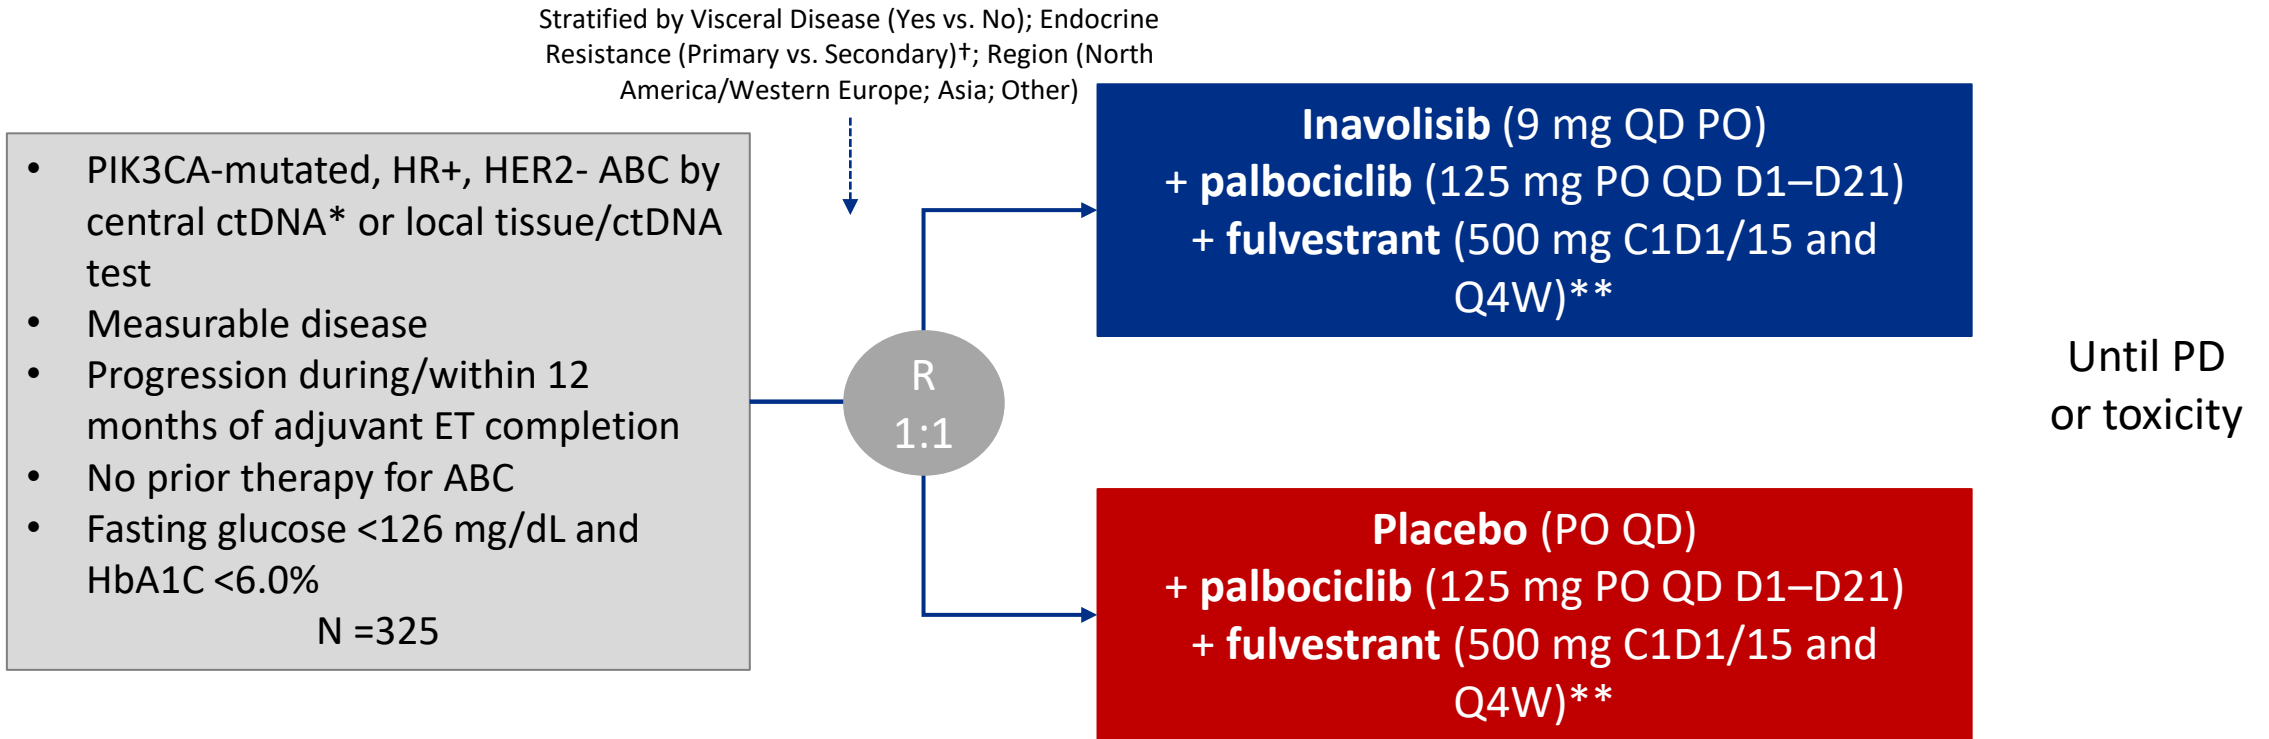 Stratified by Visceral Disease (Yes vs. No); Endocrine
Resistance (Primary vs. Secondary)†; Region (North
America/Western Europe; Asia; Other)
• PIK3CA-mutated, HR+, HER2- ABC by
central ctDNA* or local tissue/ctDNA
test
• Measurable disease
• Progression during/within 12
months of adjuvant ET completion
• No prior therapy for ABC
• Fasting glucose <126 mg/dL and
HbA1C <6.0%
N =325
R
1:1
Inavolisib (9 mg QD PO)
+ palbociclib (125 mg PO QD D1–D21)
+ fulvestrant (500 mg C1D1/15 and
Q4W)**
Placebo (PO QD)
+ palbociclib (125 mg PO QD D1–D21)
+ fulvestrant (500 mg C1D1/15 and
Q4W)**
Until PD
or toxicity